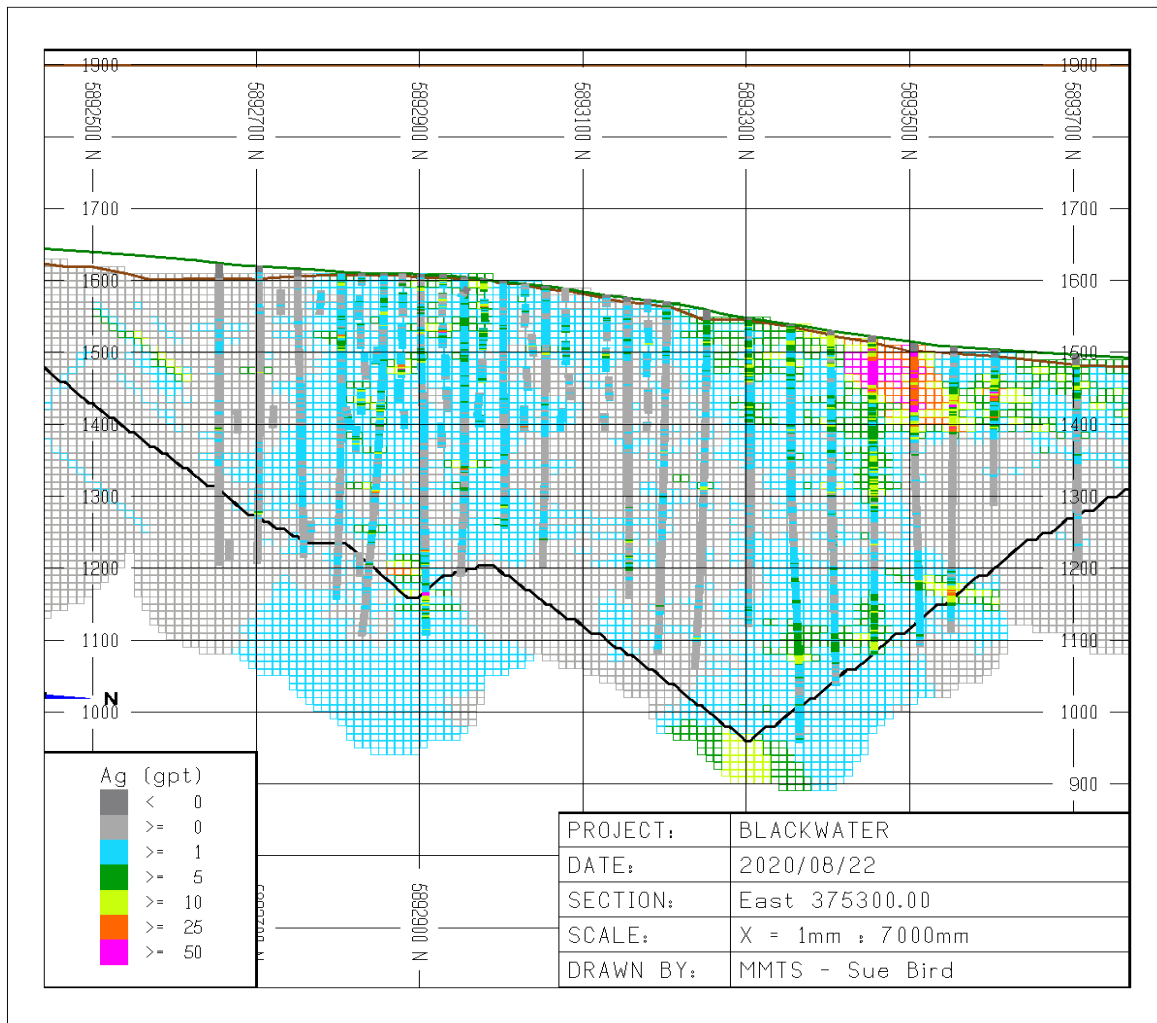 1900 1900
5892500 N 5892700 N 5892900 N 5893100 N 5893300 N 5893500 N 5893700 N
1700 1700
1600 1600
1500 1500
1400 1400
1300 1300
1200 1200
1100 1100
N
1000 1000
900
Ag (gpt)
< 0
>= 0
>= 1
>= 5
>= 10
>= 25
>= 50
5892900 N
N
PROJECT: BLACKWATER
DATE: 2020/08/22
SECTION: East 375300.00
SCALE: X = 1mm : 7000mm
DRAWN BY: MMTS - Sue Bird